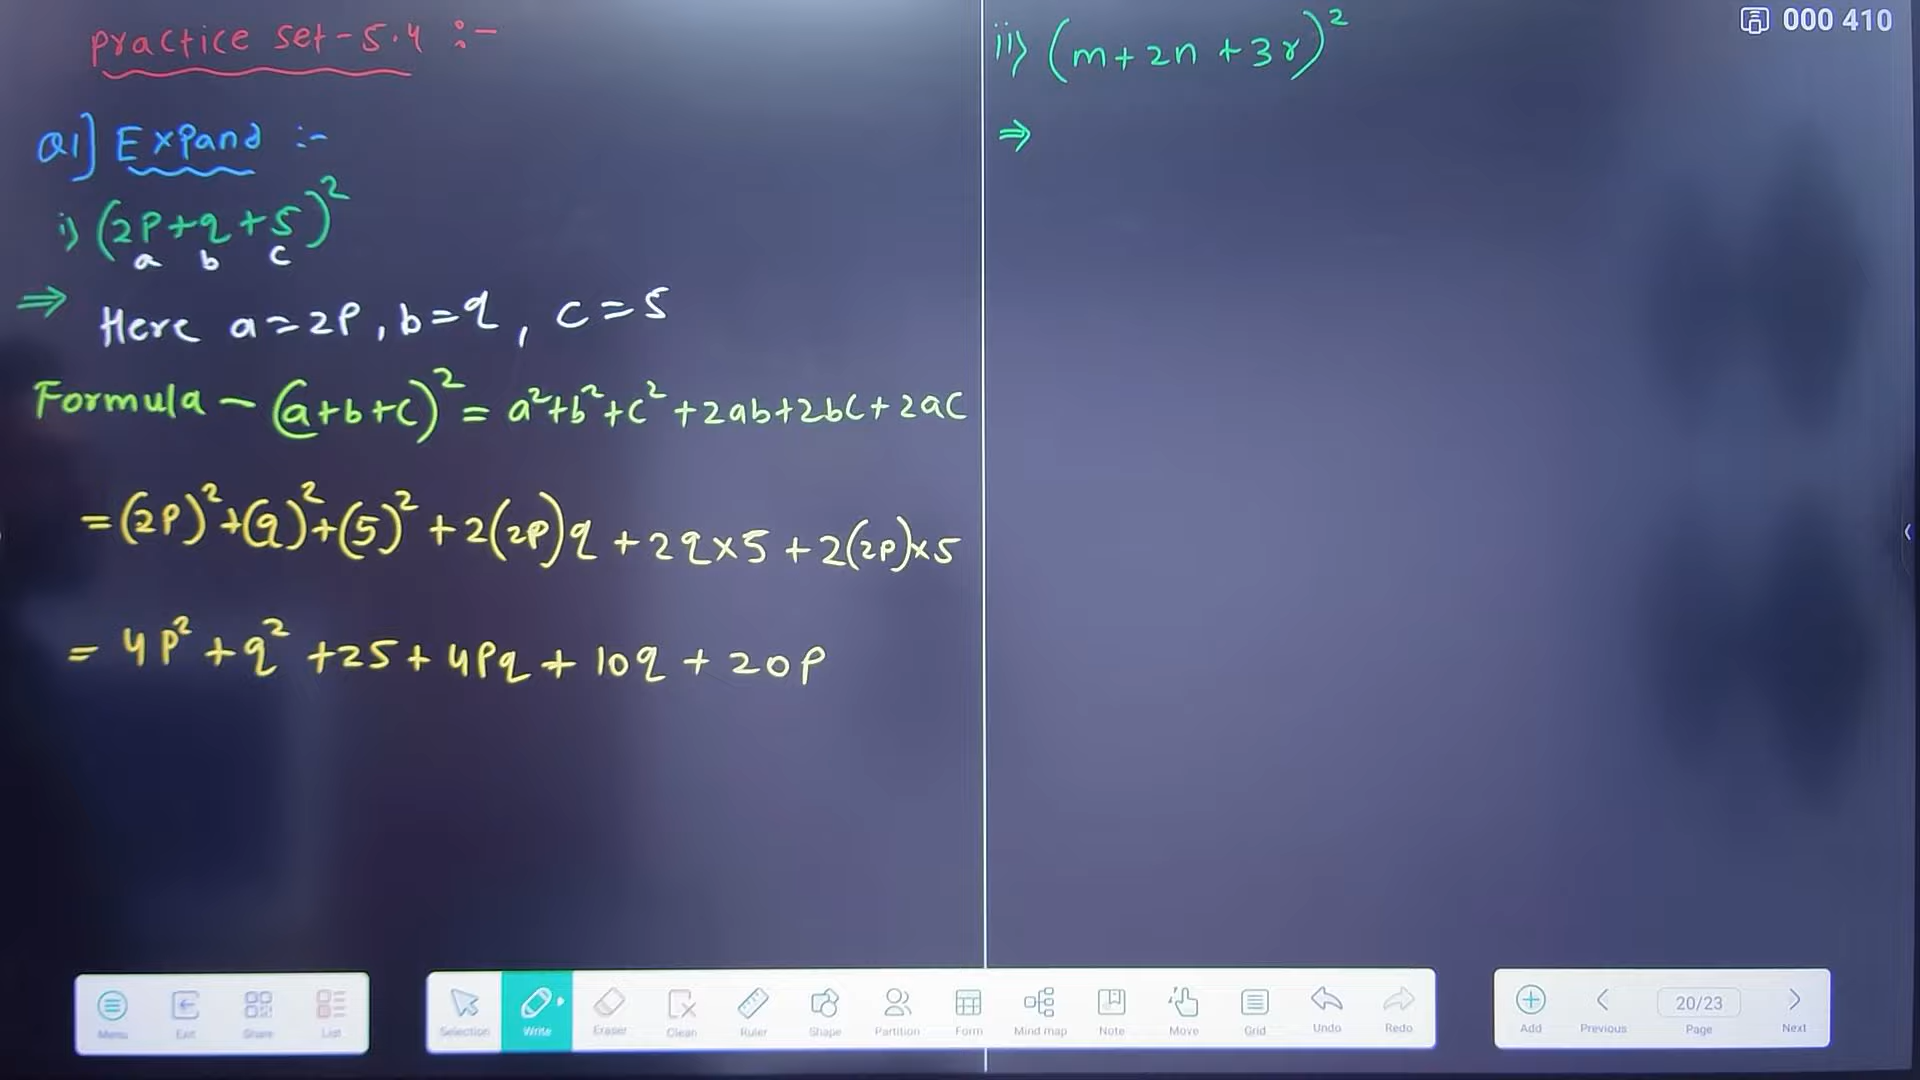 practice set-5.4 :-
Q1] Expand :-
i) (2p+q+5)²
a b c
⇒ Here a=2p, b=q, c=5
Formula - (a+b+c)² = a²+b²+c²+2ab+2bc+2ac
= (2p)²+(q)²+(5)²+2(2p)q+2q×5+2(2p)×5
= 4p²+q²+25+4pq+10q+20p
ii) (m+2n+3r)²
⇒
000 410
Menu Exit Share List
Selection Write Eraser Clean Ruler Shape Partition Form Mind map Note Move Grid Undo Redo
Add Previous 20/23 Page Next